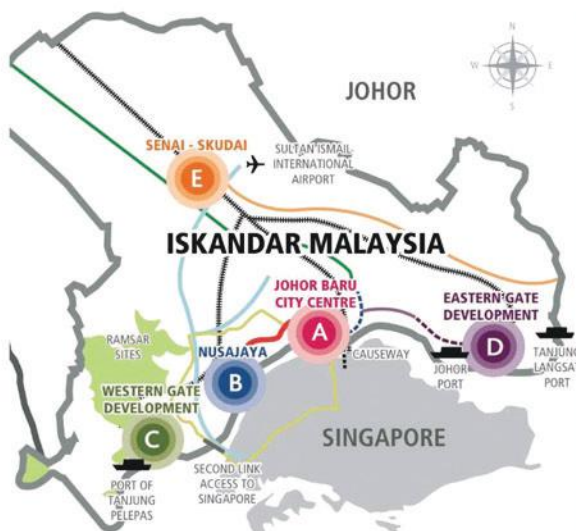 N
W E
S
JOHOR
SENAI - SKUDAI
E
SULTAN ISMAIL
INTERNATIONAL
AIRPORT
ISKANDAR MALAYSIA
JOHOR BARU
CITY CENTRE
A
EASTERN GATE
DEVELOPMENT
D
RAMSAR
SITES
NUSAJAYA
B
CAUSEWAY
JOHOR
PORT
TANJUNG
LANGSAT
PORT
WESTERN GATE
DEVELOPMENT
C
SINGAPORE
PORT OF
TANJUNG
PELEPAS
SECOND LINK
ACCESS TO
SINGAPORE